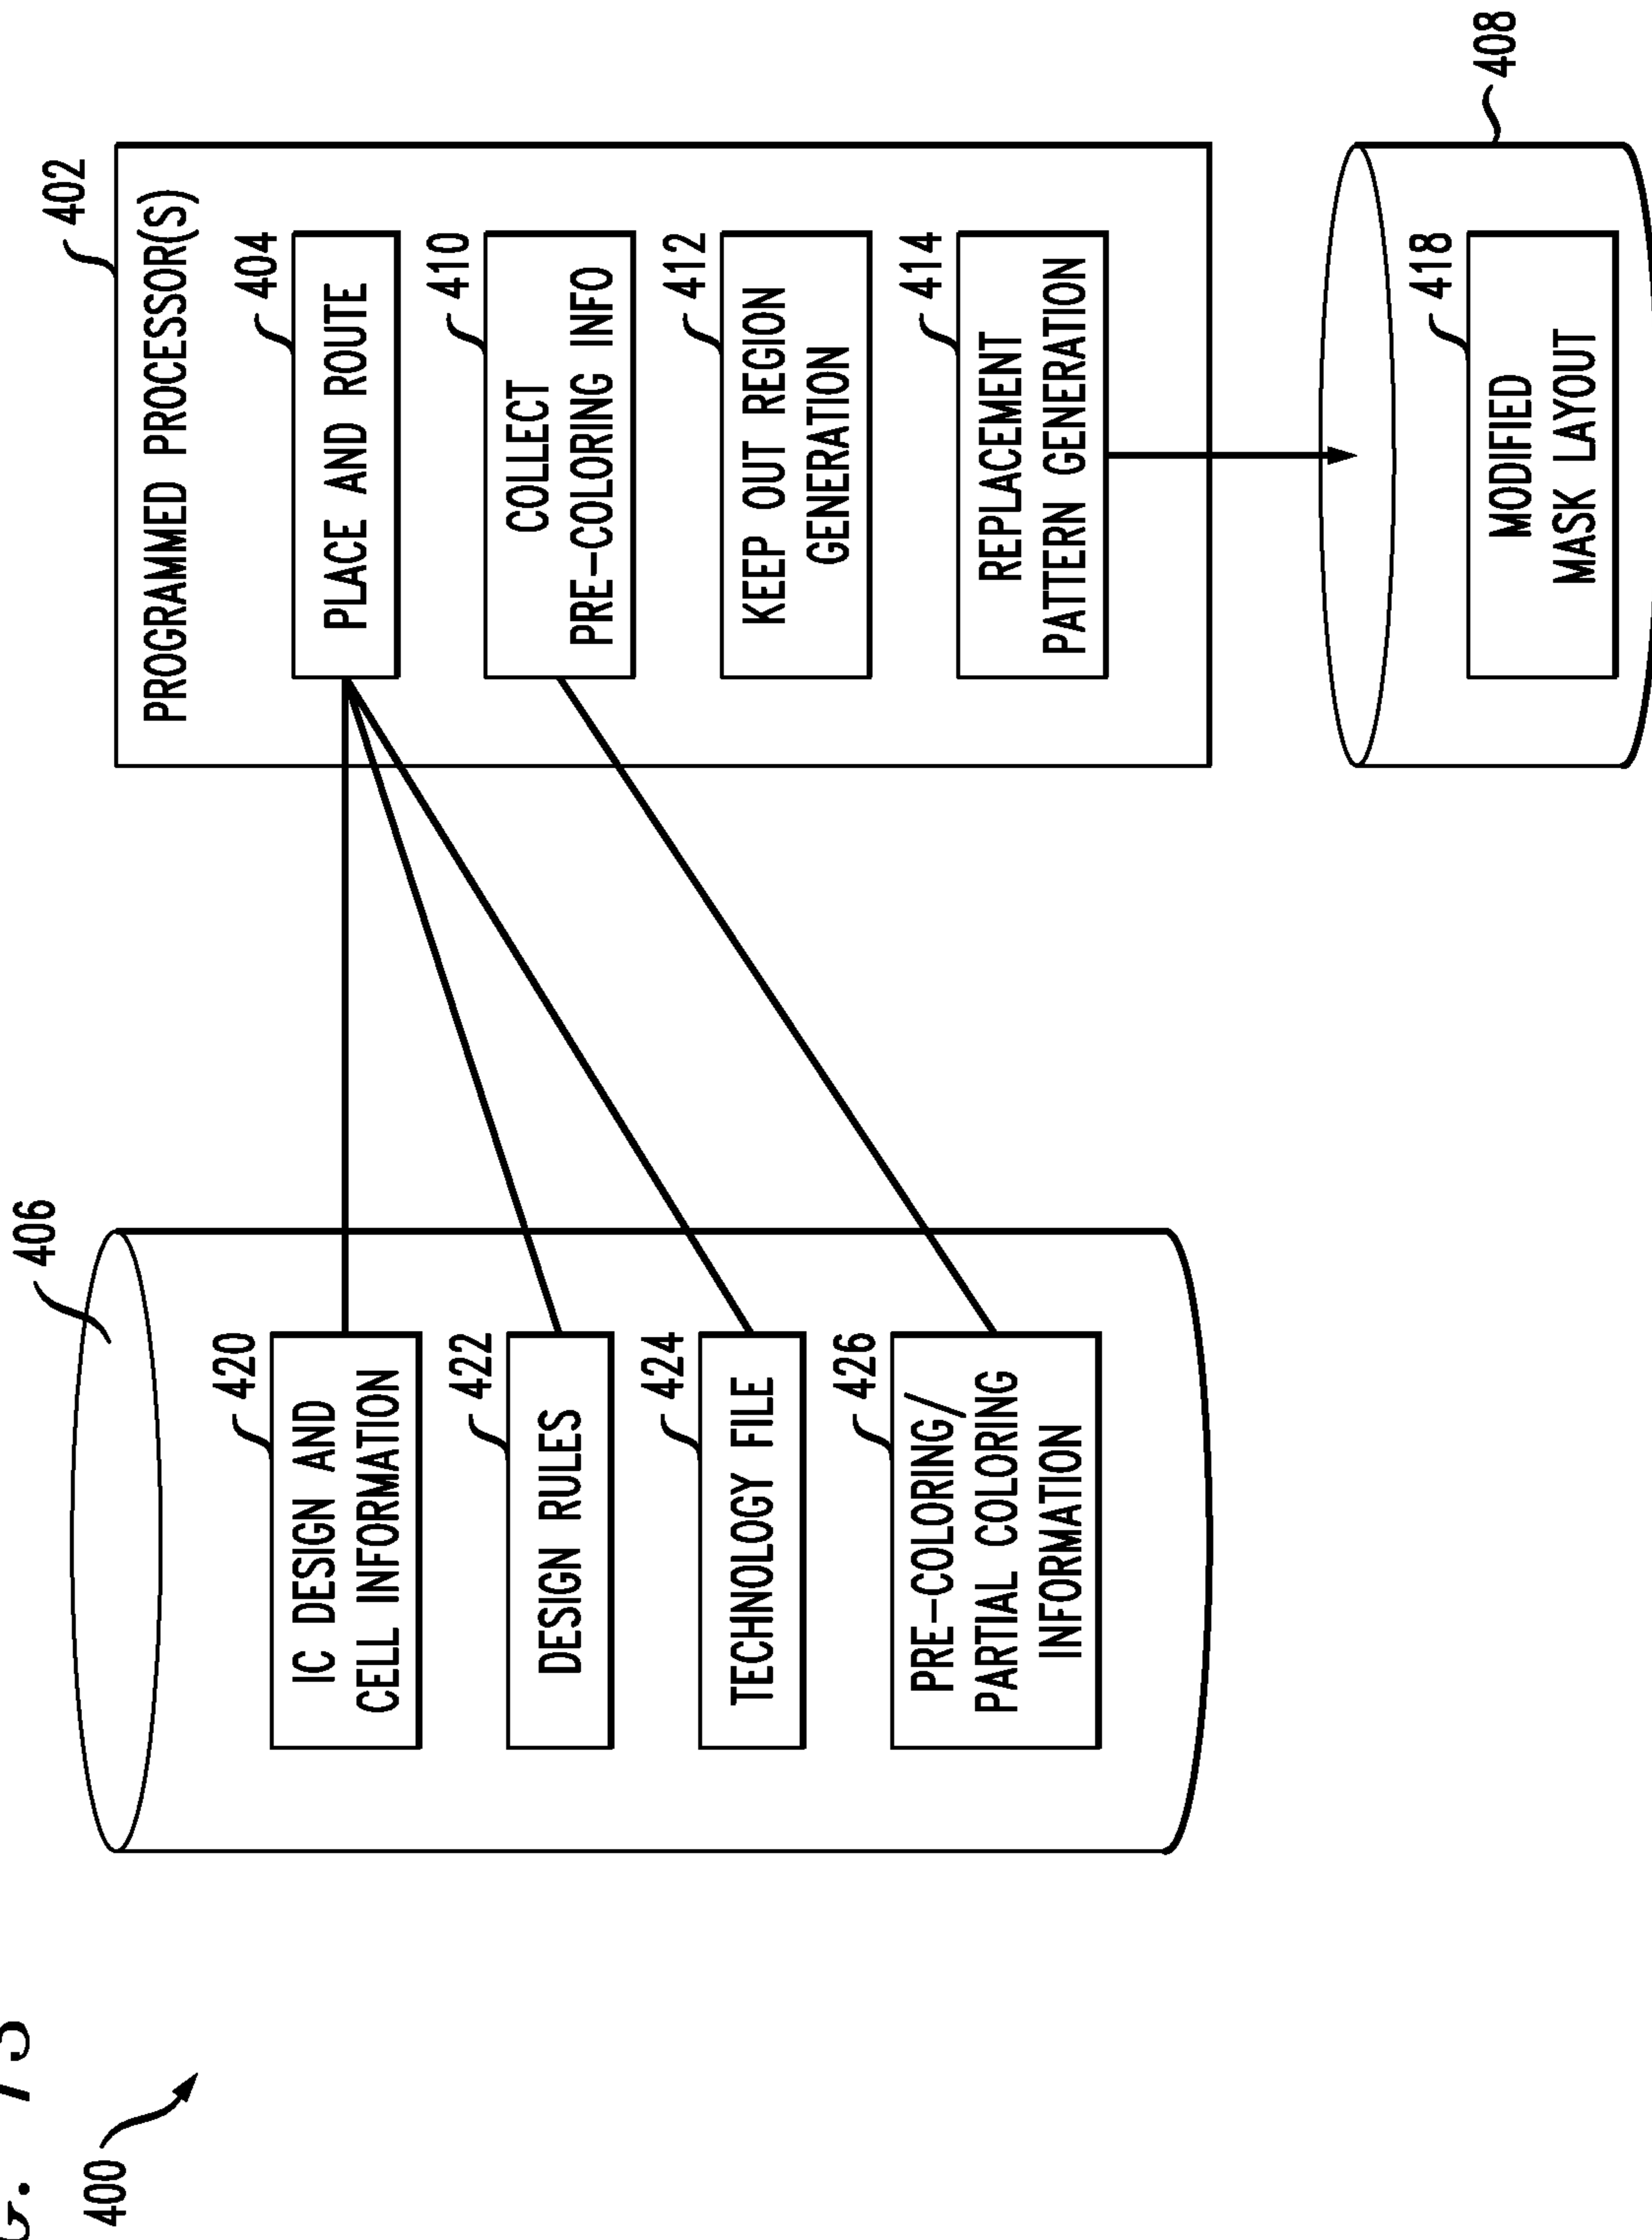 400
406
420
IC DESIGN AND
CELL INFORMATION
422
DESIGN RULES
424
TECHNOLOGY FILE
426
PRE-COLORING/
PARTIAL COLORING
INFORMATION
402
PROGRAMMED PROCESSOR(S)
404
PLACE AND ROUTE
410
COLLECT
PRE-COLORING INFO
412
KEEP OUT REGION
GENERATION
414
REPLACEMENT
PATTERN GENERATION
408
418
MODIFIED
MASK LAYOUT